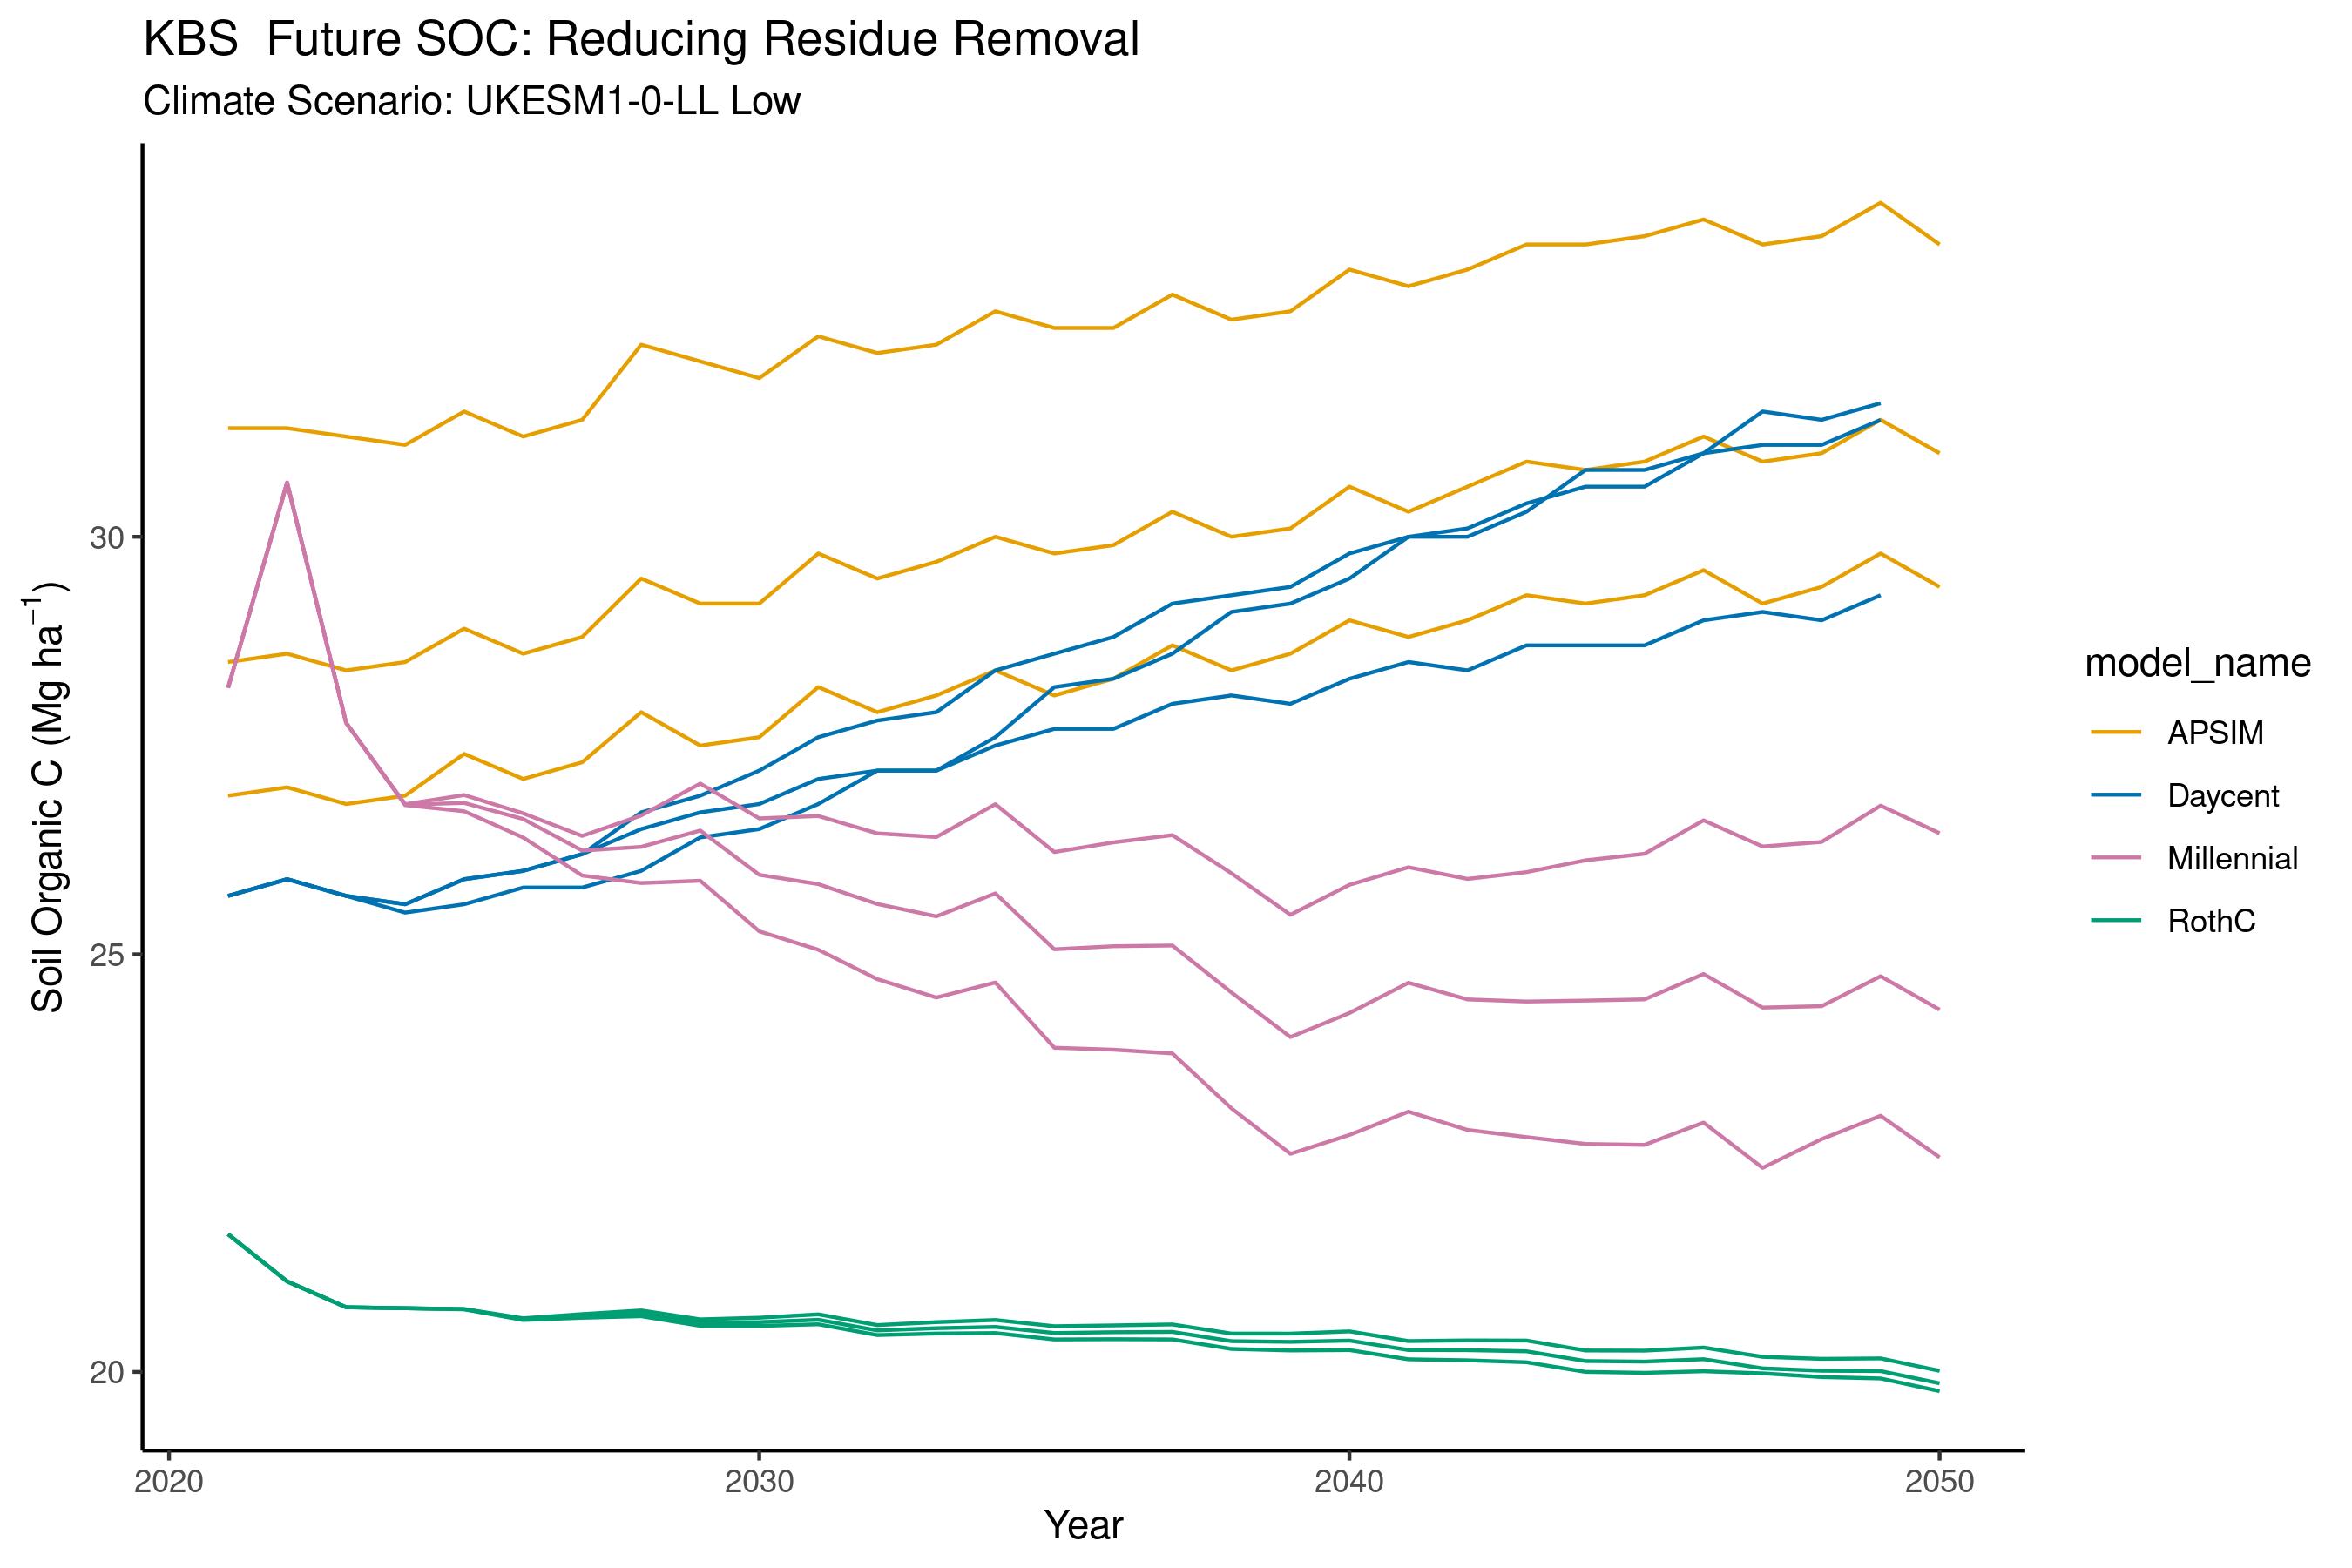 KBS  Future SOC: Reducing Residue Removal
Climate Scenario: UKESM1-0-LL Low
Soil Organic C (Mg ha⁻¹)
30
25
20
2020
2030
2040
2050
Year
model_name
APSIM
Daycent
Millennial
RothC